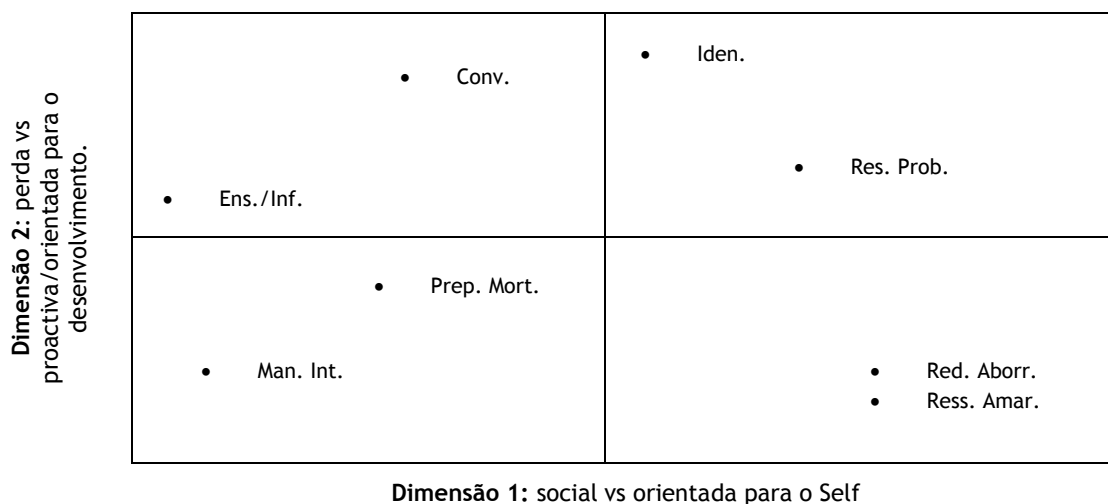 Dimensão 2: perda vs
proactiva/orientada para o
desenvolvimento.
• Iden.
• Conv.
• Res. Prob.
• Ens./Inf.
• Prep. Mort.
• Man. Int.
• Red. Aborr.
• Ress. Amar.
Dimensão 1: social vs orientada para o Self